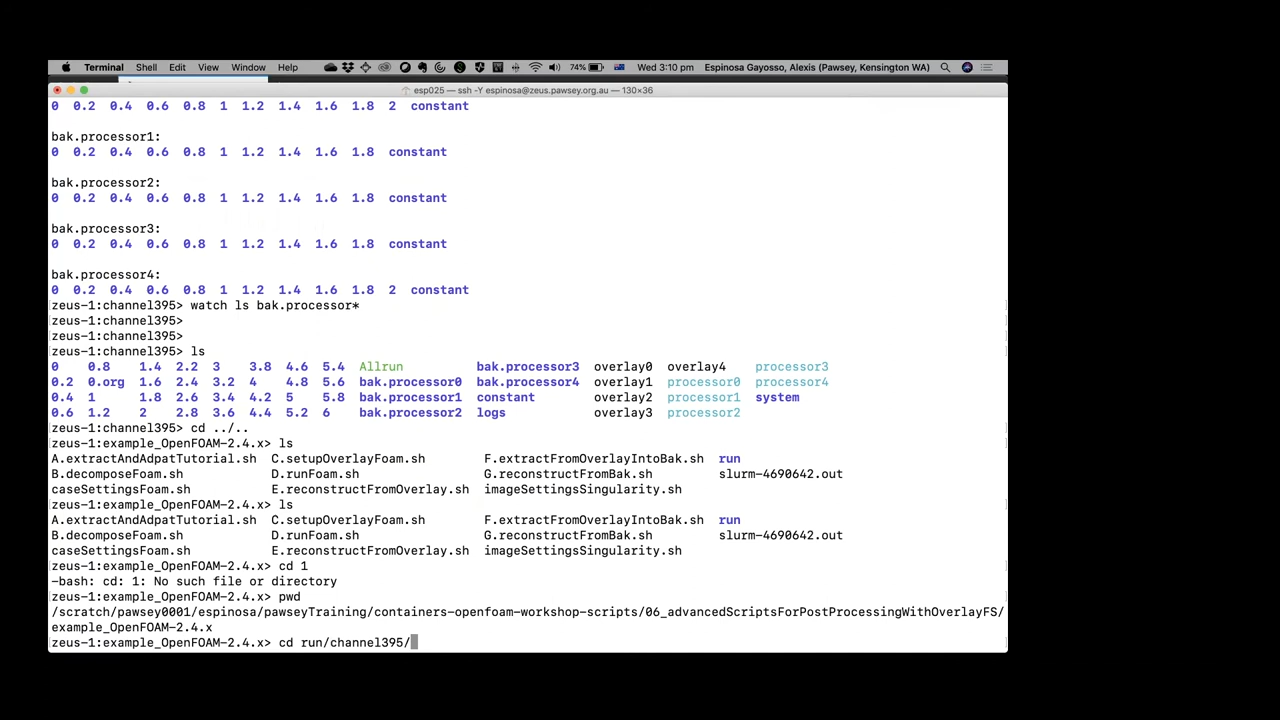 Terminal Shell Edit View Window Help 74% Wed 3:10 pm Espinosa Gayosso, Alexis (Pawsey, Kensington WA)
esp025 — ssh -Y espinosa@zeus.pawsey.org.au — 130×36
0 0.2 0.4 0.6 0.8 1 1.2 1.4 1.6 1.8 2 constant
bak.processor1:
0 0.2 0.4 0.6 0.8 1 1.2 1.4 1.6 1.8 constant
bak.processor2:
0 0.2 0.4 0.6 0.8 1 1.2 1.4 1.6 1.8 constant
bak.processor3:
0 0.2 0.4 0.6 0.8 1 1.2 1.4 1.6 1.8 constant
bak.processor4:
0 0.2 0.4 0.6 0.8 1 1.2 1.4 1.6 1.8 2 constant
zeus-1:channel395> watch ls bak.processor*
zeus-1:channel395>
zeus-1:channel395>
zeus-1:channel395> ls
0 0.8 1.4 2.2 3 3.8 4.6 5.4 Allrun bak.processor3 overlay0 overlay4 processor3
0.2 0.org 1.6 2.4 3.2 4 4.8 5.6 bak.processor0 bak.processor4 overlay1 processor0 processor4
0.4 1 1.8 2.6 3.4 4.2 5 5.8 bak.processor1 constant overlay2 processor1 system
0.6 1.2 2 2.8 3.6 4.4 5.2 6 bak.processor2 logs overlay3 processor2
zeus-1:channel395> cd ../..
zeus-1:example_OpenFOAM-2.4.x> ls
A.extractAndAdpatTutorial.sh C.setupOverlayFoam.sh F.extractFromOverlayIntoBak.sh run
B.decomposeFoam.sh D.runFoam.sh G.reconstructFromBak.sh slurm-4690642.out
caseSettingsFoam.sh E.reconstructFromOverlay.sh imageSettingsSingularity.sh
zeus-1:example_OpenFOAM-2.4.x> ls
A.extractAndAdpatTutorial.sh C.setupOverlayFoam.sh F.extractFromOverlayIntoBak.sh run
B.decomposeFoam.sh D.runFoam.sh G.reconstructFromBak.sh slurm-4690642.out
caseSettingsFoam.sh E.reconstructFromOverlay.sh imageSettingsSingularity.sh
zeus-1:example_OpenFOAM-2.4.x> cd 1
-bash: cd: 1: No such file or directory
zeus-1:example_OpenFOAM-2.4.x> pwd
/scratch/pawsey0001/espinosa/pawseyTraining/containers-openfoam-workshop-scripts/06_advancedScriptsForPostProcessingWithOverlayFS/
example_OpenFOAM-2.4.x
zeus-1:example_OpenFOAM-2.4.x> cd run/channel395/